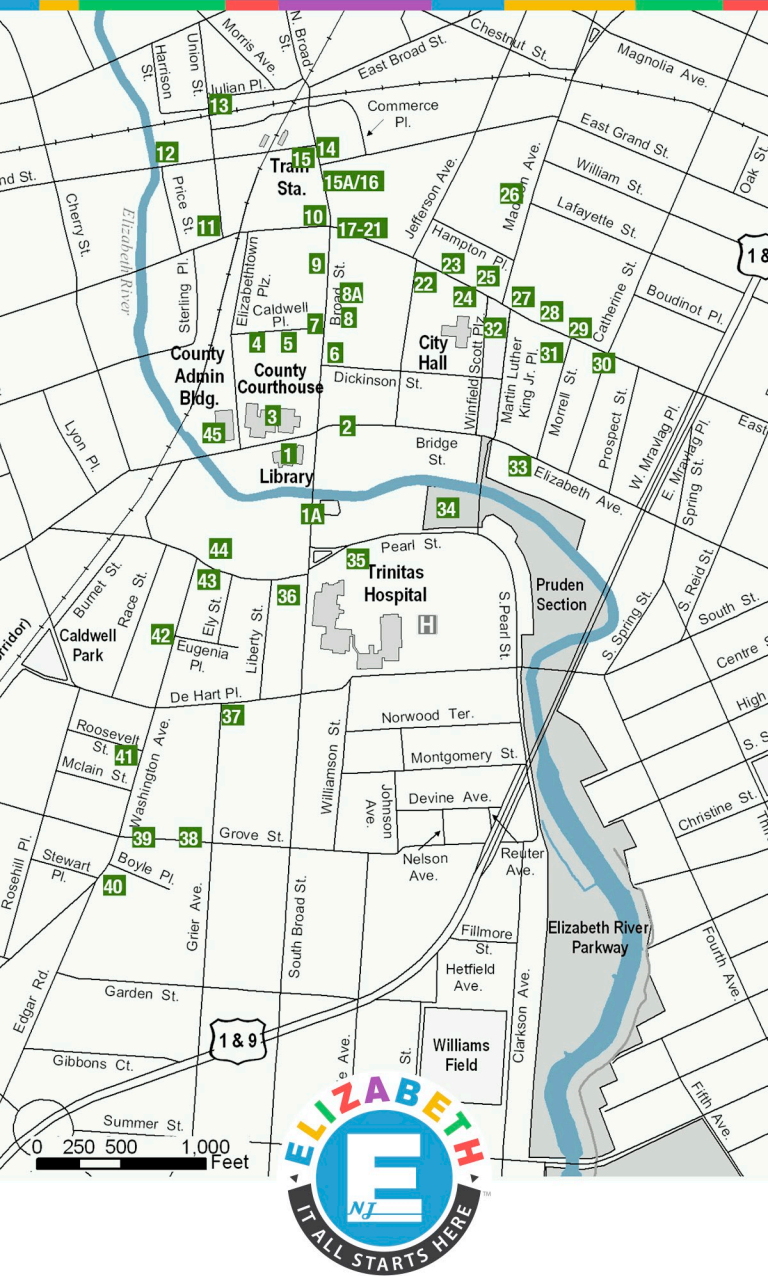 Harrison
St.
Union St.
Morris Ave.
N. Broad
St.
East Broad St.
Chestnut St.
Magnolia Ave.
Julian Pl.
13
Commerce
Pl.
East Grand St.
Oak St.
12
14
15
Train
Sta.
15A/16
nd St.
William St.
Madison Ave.
26
Jefferson Ave.
Lafayette St.
Cherry St.
Elizabeth River
Price St.
11
10
17-21
Hampton Pl.
1 &
9
23
25
22
24
27
28
29
30
31
32
Elizabethtown
Plz.
Broad St.
8A
8
Sterling Pl.
Caldwell
Pl.
7
4
5
6
City
Hall
Winfield Scott Plz.
Martin Luther
King Jr. Pl.
Morrell St.
Catherine St.
Boudinot Pl.
County
Admin
Bldg.
County
Courthouse
Dickinson St.
Prospect St.
W. Mravlag Pl.
E. Mravlag Pl.
Spring St.
East
Lyon Pl.
45
3
2
1
Library
Bridge
St.
33
Elizabeth Ave.
1A
34
44
Pearl St.
35
Trinitas
Hospital
H
S.Pearl St.
Pruden
Section
S. Reid St.
South St.
S. Spring St.
Centre S
High
S. S
43
36
Burnet St.
Race St.
Ely St.
Liberty St.
rridor)
Caldwell
Park
42
Eugenia
Pl.
De Hart Pl.
37
Norwood Ter.
Montgomery St.
Roosevelt
St.
41
Mclain St.
Washington Ave.
Williamson St.
Johnson
Ave.
Devine Ave.
Christine St.
Thir
39
38
Grove St.
Nelson
Ave.
Reuter
Ave.
Rosehill Pl.
Stewart
Pl.
Boyle Pl.
40
Grier Ave.
South Broad St.
Fillmore
St.
Elizabeth River
Parkway
Fourth Ave.
Hetfield
Ave.
Edgar Rd.
Garden St.
Clarkson Ave.
1 & 9
Williams
Field
Gibbons Ct.
e Ave.
St.
Fifth Ave.
Summer St.
0 250 500 1,000
Feet
ELIZABETH
E
NJ
IT ALL STARTS HERE
TM